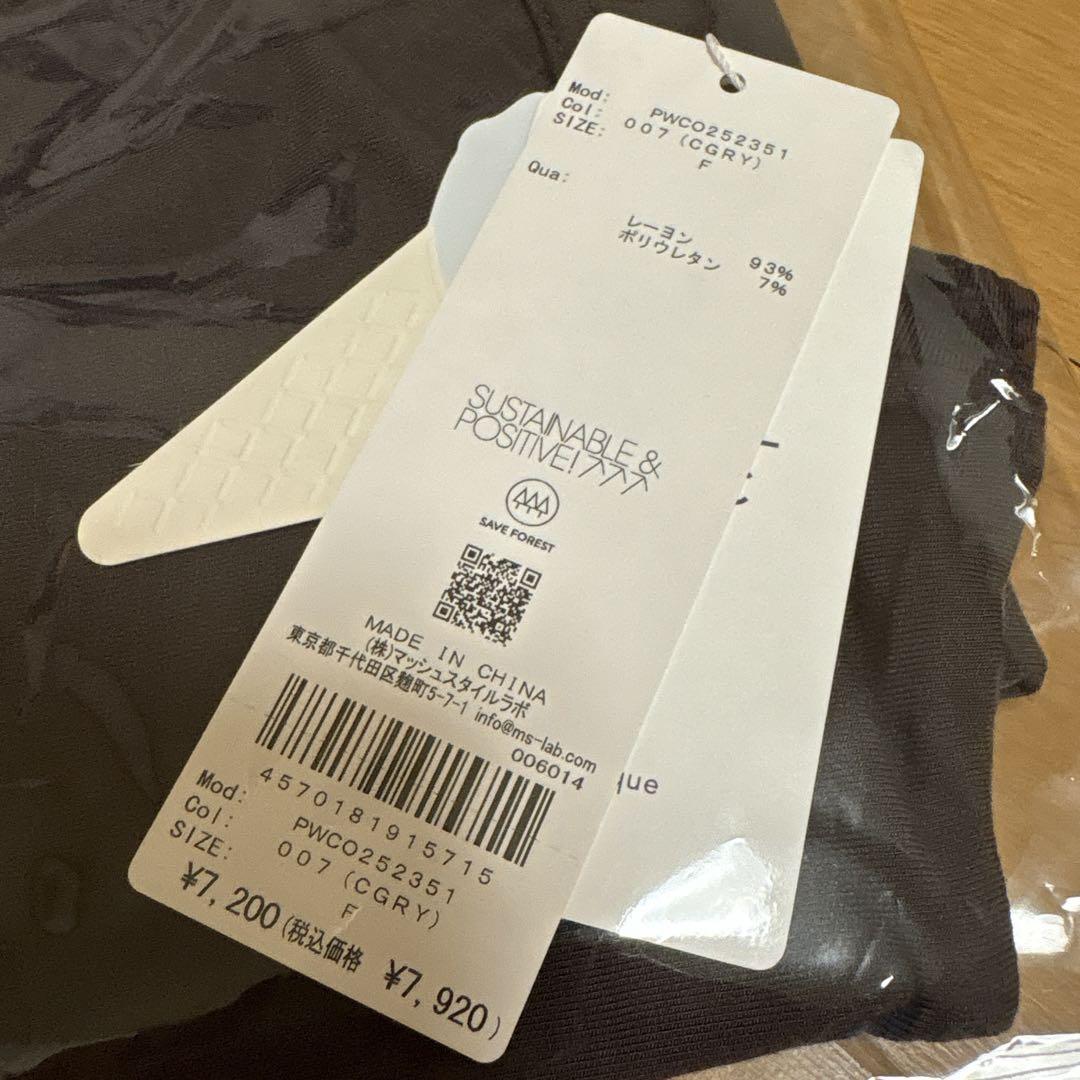 Mod: PWCO252351
Col: 007 (CGRY)
SIZE: F
Qua:
レーヨン 93%
ポリウレタン 7%
SUSTAINABLE &
POSITIVE!
SAVE FOREST
MADE IN CHINA
(株)マッシュスタイルラボ
東京都千代田区麹町5-7-1 info@ms-lab.com
006014
4570181915715
Mod: PWCO252351
Col: 007 (CGRY)
SIZE: F
¥7,200(税込価格 ¥7,920)
que